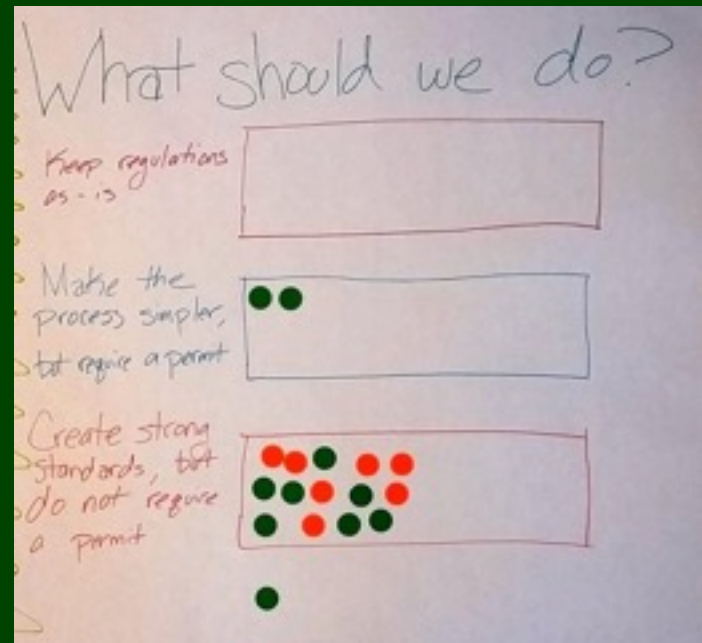 What should we do?
Keep regulations
as-is
Make the
process simpler,
but require a permit
Create strong
standards, but
do not require
a permit